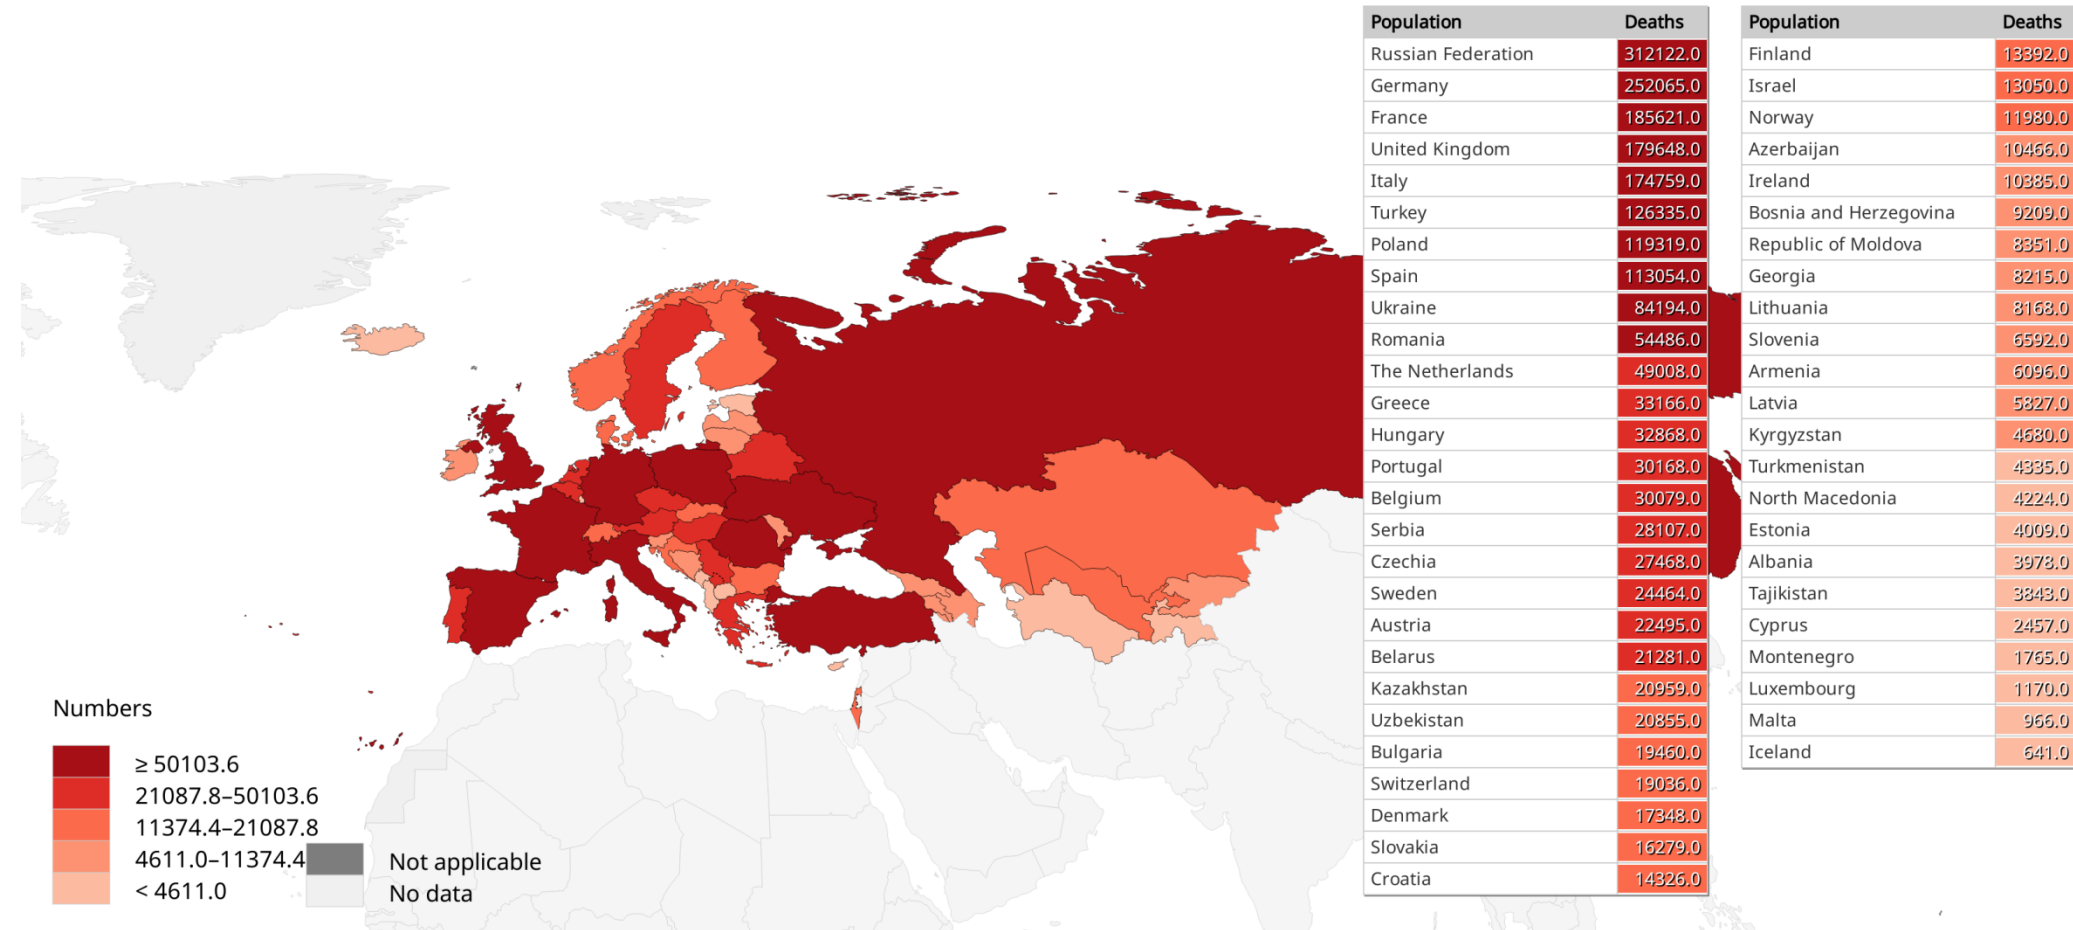 Population Deaths
Russian Federation 312122.0
Germany 252065.0
France 185621.0
United Kingdom 179648.0
Italy 174759.0
Turkey 126335.0
Poland 119319.0
Spain 113054.0
Ukraine 84194.0
Romania 54486.0
The Netherlands 49008.0
Greece 33166.0
Hungary 32868.0
Portugal 30168.0
Belgium 30079.0
Serbia 28107.0
Czechia 27468.0
Sweden 24464.0
Austria 22495.0
Belarus 21281.0
Kazakhstan 20959.0
Uzbekistan 20855.0
Bulgaria 19460.0
Switzerland 19036.0
Denmark 17348.0
Slovakia 16279.0
Croatia 14326.0
Population Deaths
Finland 13392.0
Israel 13050.0
Norway 11980.0
Azerbaijan 10466.0
Ireland 10385.0
Bosnia and Herzegovina 9209.0
Republic of Moldova 8351.0
Georgia 8215.0
Lithuania 8168.0
Slovenia 6592.0
Armenia 6096.0
Latvia 5827.0
Kyrgyzstan 4680.0
Turkmenistan 4335.0
North Macedonia 4224.0
Estonia 4009.0
Albania 3978.0
Tajikistan 3843.0
Cyprus 2457.0
Montenegro 1765.0
Luxembourg 1170.0
Malta 966.0
Iceland 641.0
Numbers
≥ 50103.6
21087.8–50103.6
11374.4–21087.8
4611.0–11374.4
< 4611.0
Not applicable
No data